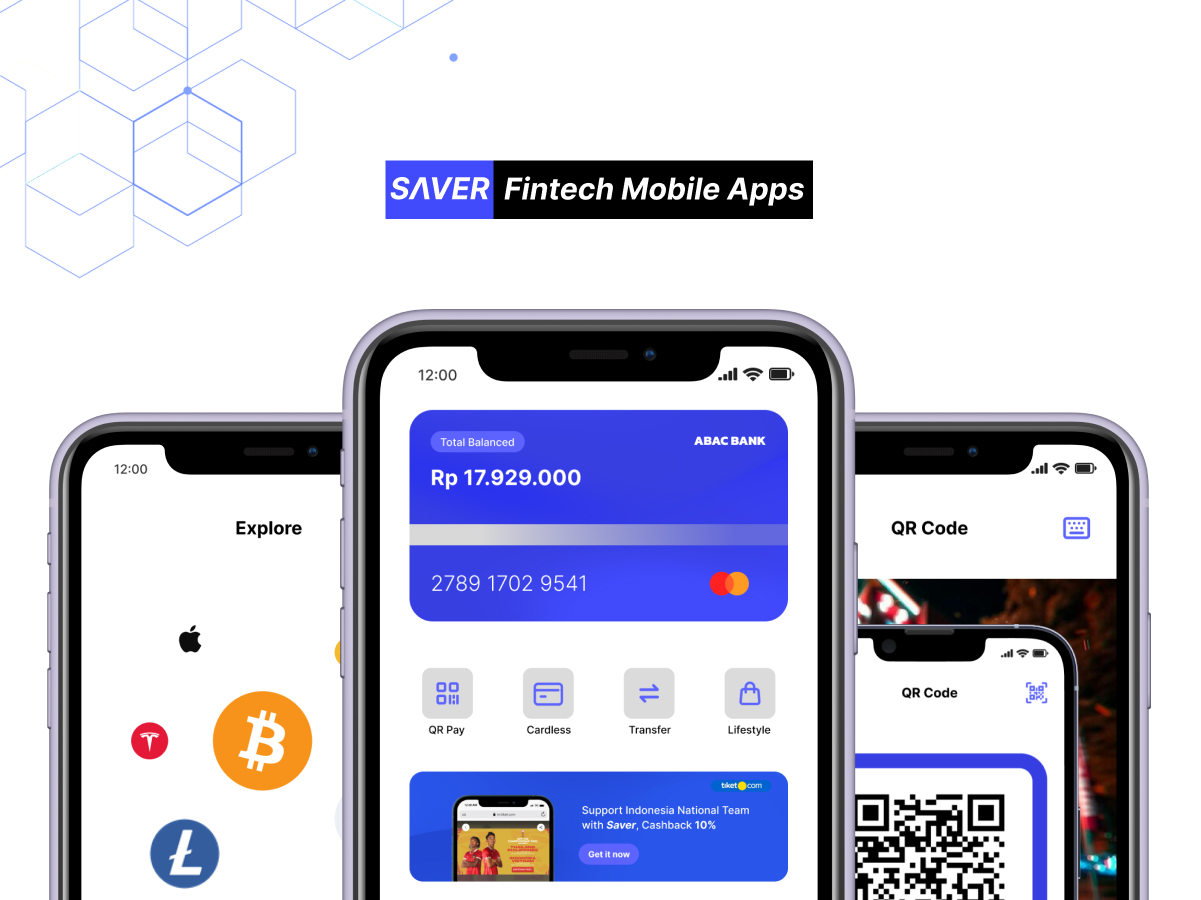 SΛVER Fintech Mobile Apps
12:00
Total Balanced
ABAC BANK
Rp 17.929.000
2789 1702 9541
QR Pay
Cardless
Transfer
Lifestyle
tiket.com
Support Indonesia National Team
with Saver, Cashback 10%
Get it now
12:00
Explore
QR Code
QR Code